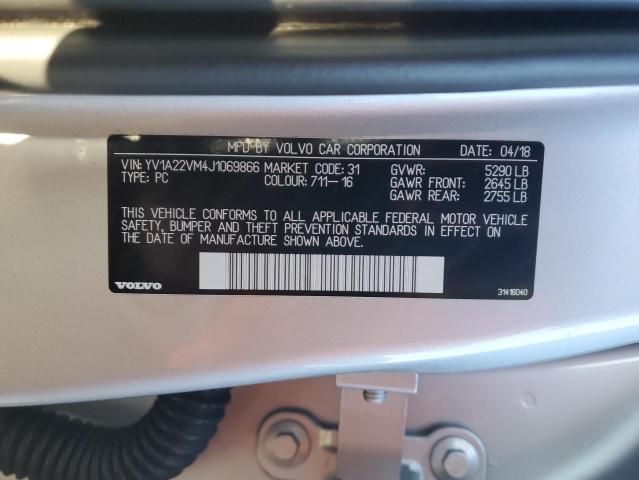 MFD BY VOLVO CAR CORPORATION DATE: 04/18
VIN: YV1A22VM4J1069866 MARKET CODE: 31 GVWR: 5290 LB
TYPE: PC COLOUR: 711-16 GAWR FRONT: 2645 LB
GAWR REAR: 2755 LB
THIS VEHICLE CONFORMS TO ALL APPLICABLE FEDERAL MOTOR VEHICLE
SAFETY, BUMPER AND THEFT PREVENTION STANDARDS IN EFFECT ON
THE DATE OF MANUFACTURE SHOWN ABOVE.
VOLVO 31416040